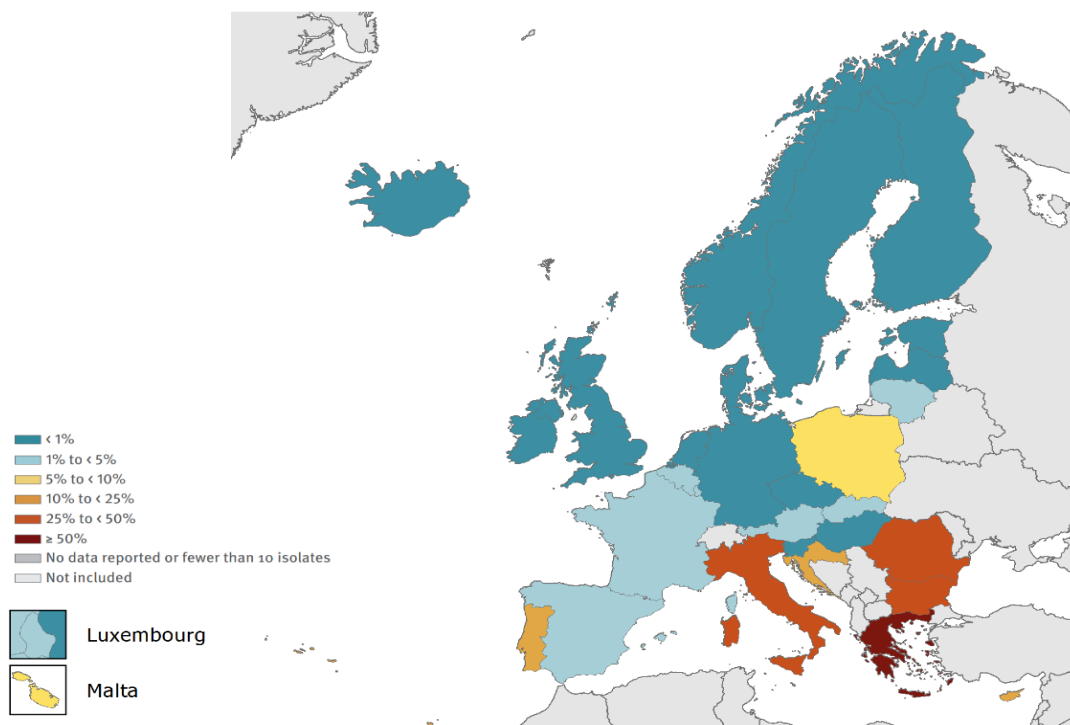 < 1%
1% to < 5%
5% to < 10%
10% to < 25%
25% to < 50%
≥ 50%
No data reported or fewer than 10 isolates
Not included
Luxembourg
Malta